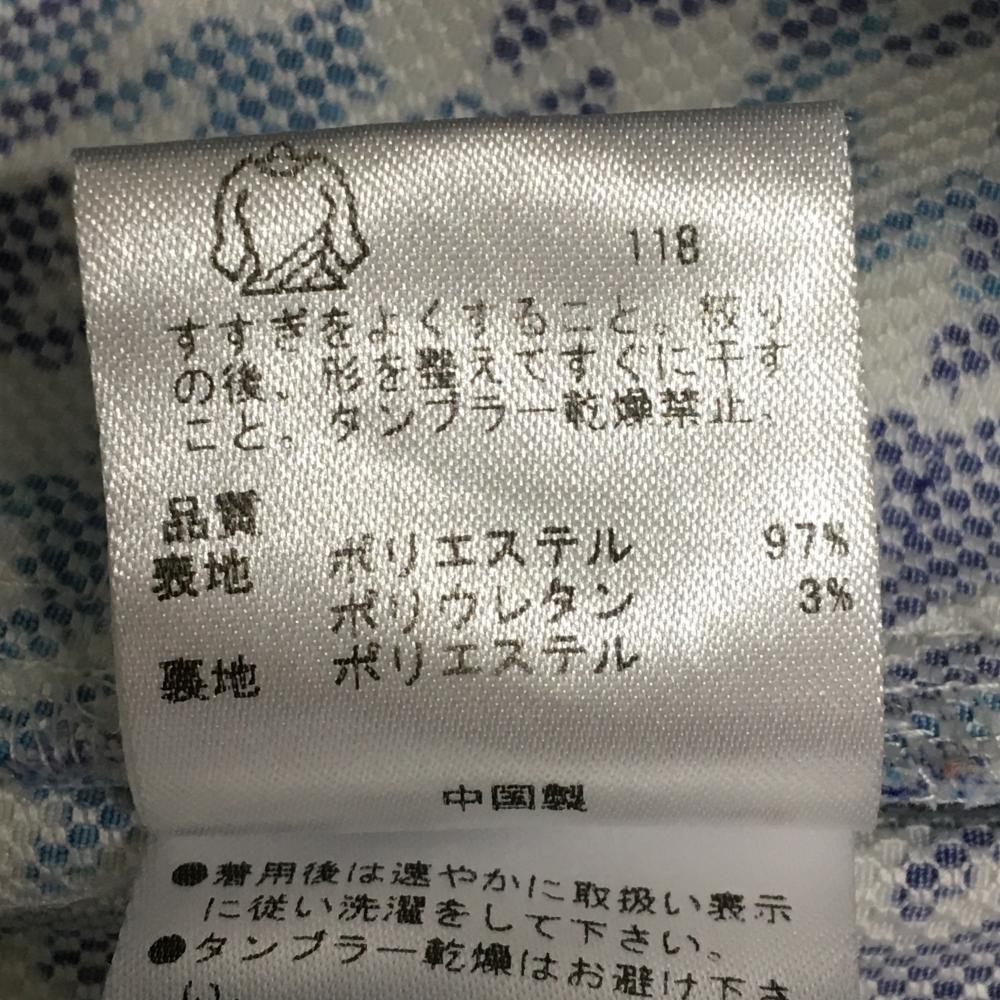 118
すすぎをよくすること。絞り
の後、形を整えてすぐに干す
こと。タンブラー乾燥禁止。
品質
表地 ポリエステル 97%
ポリウレタン 3%
裏地 ポリエステル
中国製
●着用後は速やかに取扱い表示
に従い洗濯をして下さい。
●タンブラー乾燥はお避け下さ
い。